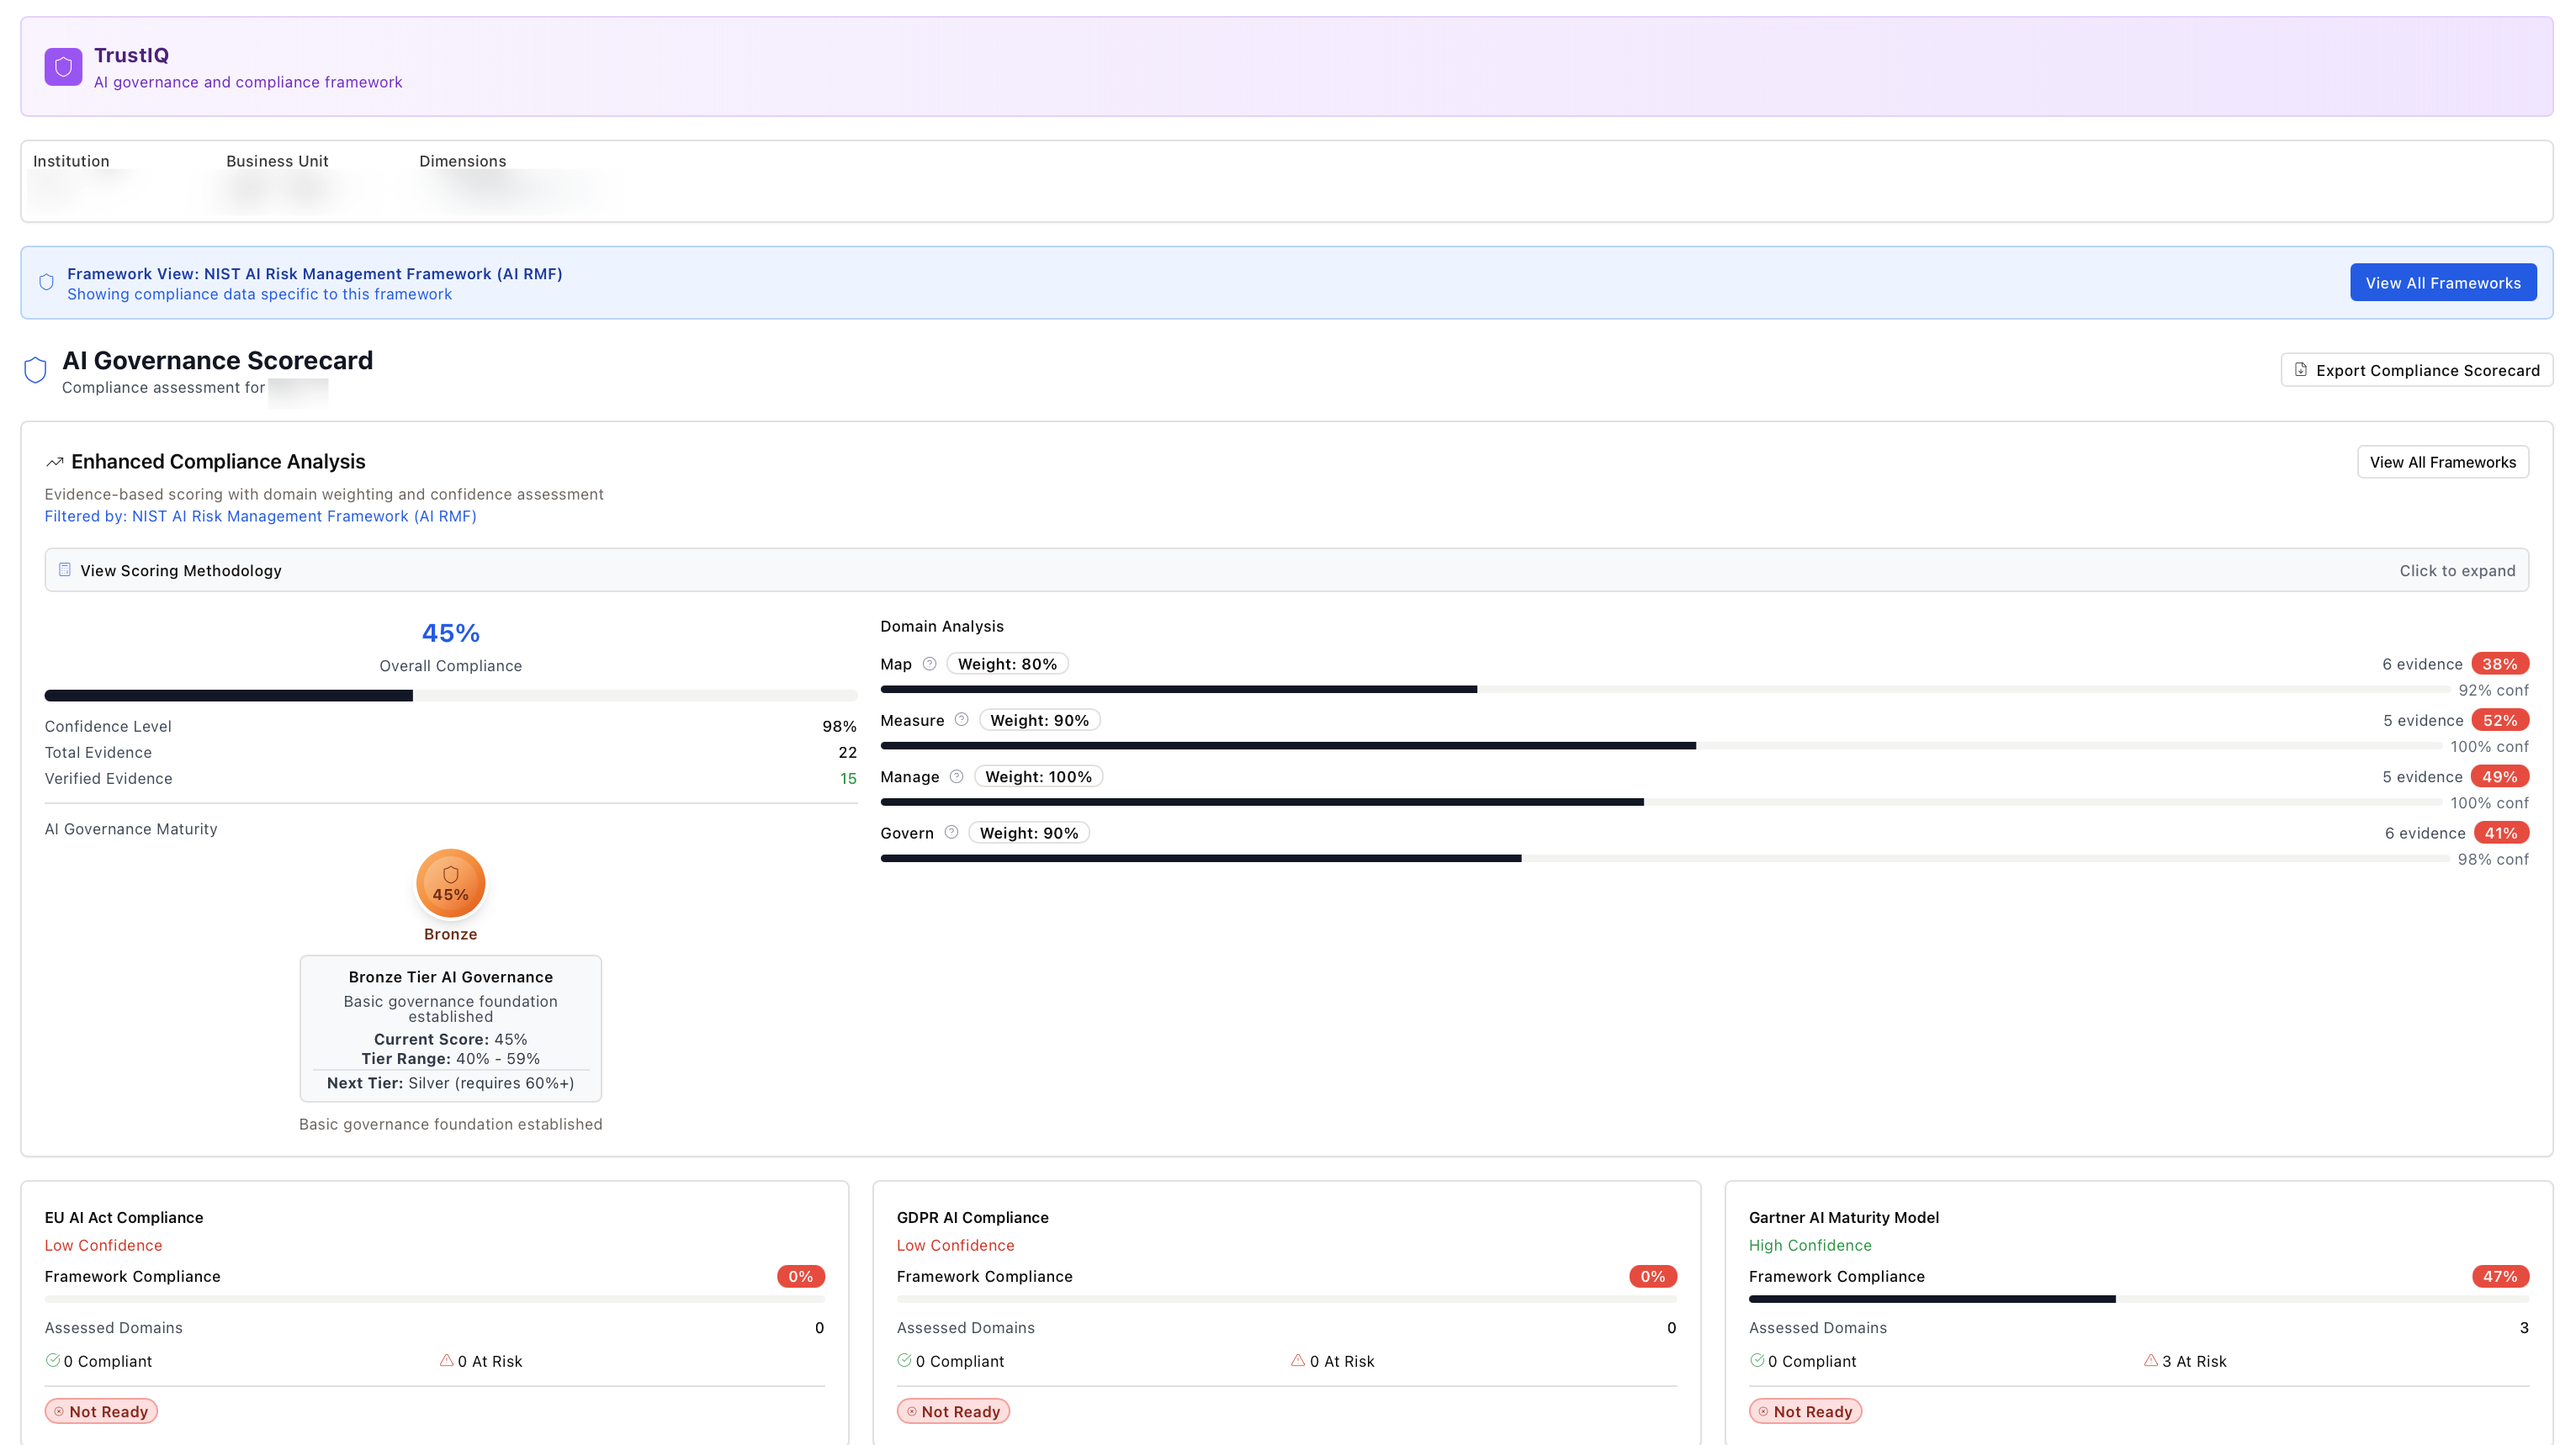 TrustIQ
AI governance and compliance framework
Institution
Business Unit
Dimensions
Framework View: NIST AI Risk Management Framework (AI RMF)
Showing compliance data specific to this framework
View All Frameworks
AI Governance Scorecard
Compliance assessment for
Export Compliance Scorecard
Enhanced Compliance Analysis
View All Frameworks
Evidence-based scoring with domain weighting and confidence assessment
Filtered by: NIST AI Risk Management Framework (AI RMF)
View Scoring Methodology
Click to expand
45%
Overall Compliance
Confidence Level 98%
Total Evidence 22
Verified Evidence 15
AI Governance Maturity
45%
Bronze
Bronze Tier AI Governance
Basic governance foundation
established
Current Score: 45%
Tier Range: 40% - 59%
Next Tier: Silver (requires 60%+)
Basic governance foundation established
Domain Analysis
Map Weight: 80% 6 evidence 38%
92% conf
Measure Weight: 90% 5 evidence 52%
100% conf
Manage Weight: 100% 5 evidence 49%
100% conf
Govern Weight: 90% 6 evidence 41%
98% conf
EU AI Act Compliance
Low Confidence
Framework Compliance 0%
Assessed Domains 0
0 Compliant 0 At Risk
Not Ready
GDPR AI Compliance
Low Confidence
Framework Compliance 0%
Assessed Domains 0
0 Compliant 0 At Risk
Not Ready
Gartner AI Maturity Model
High Confidence
Framework Compliance 47%
Assessed Domains 3
0 Compliant 3 At Risk
Not Ready